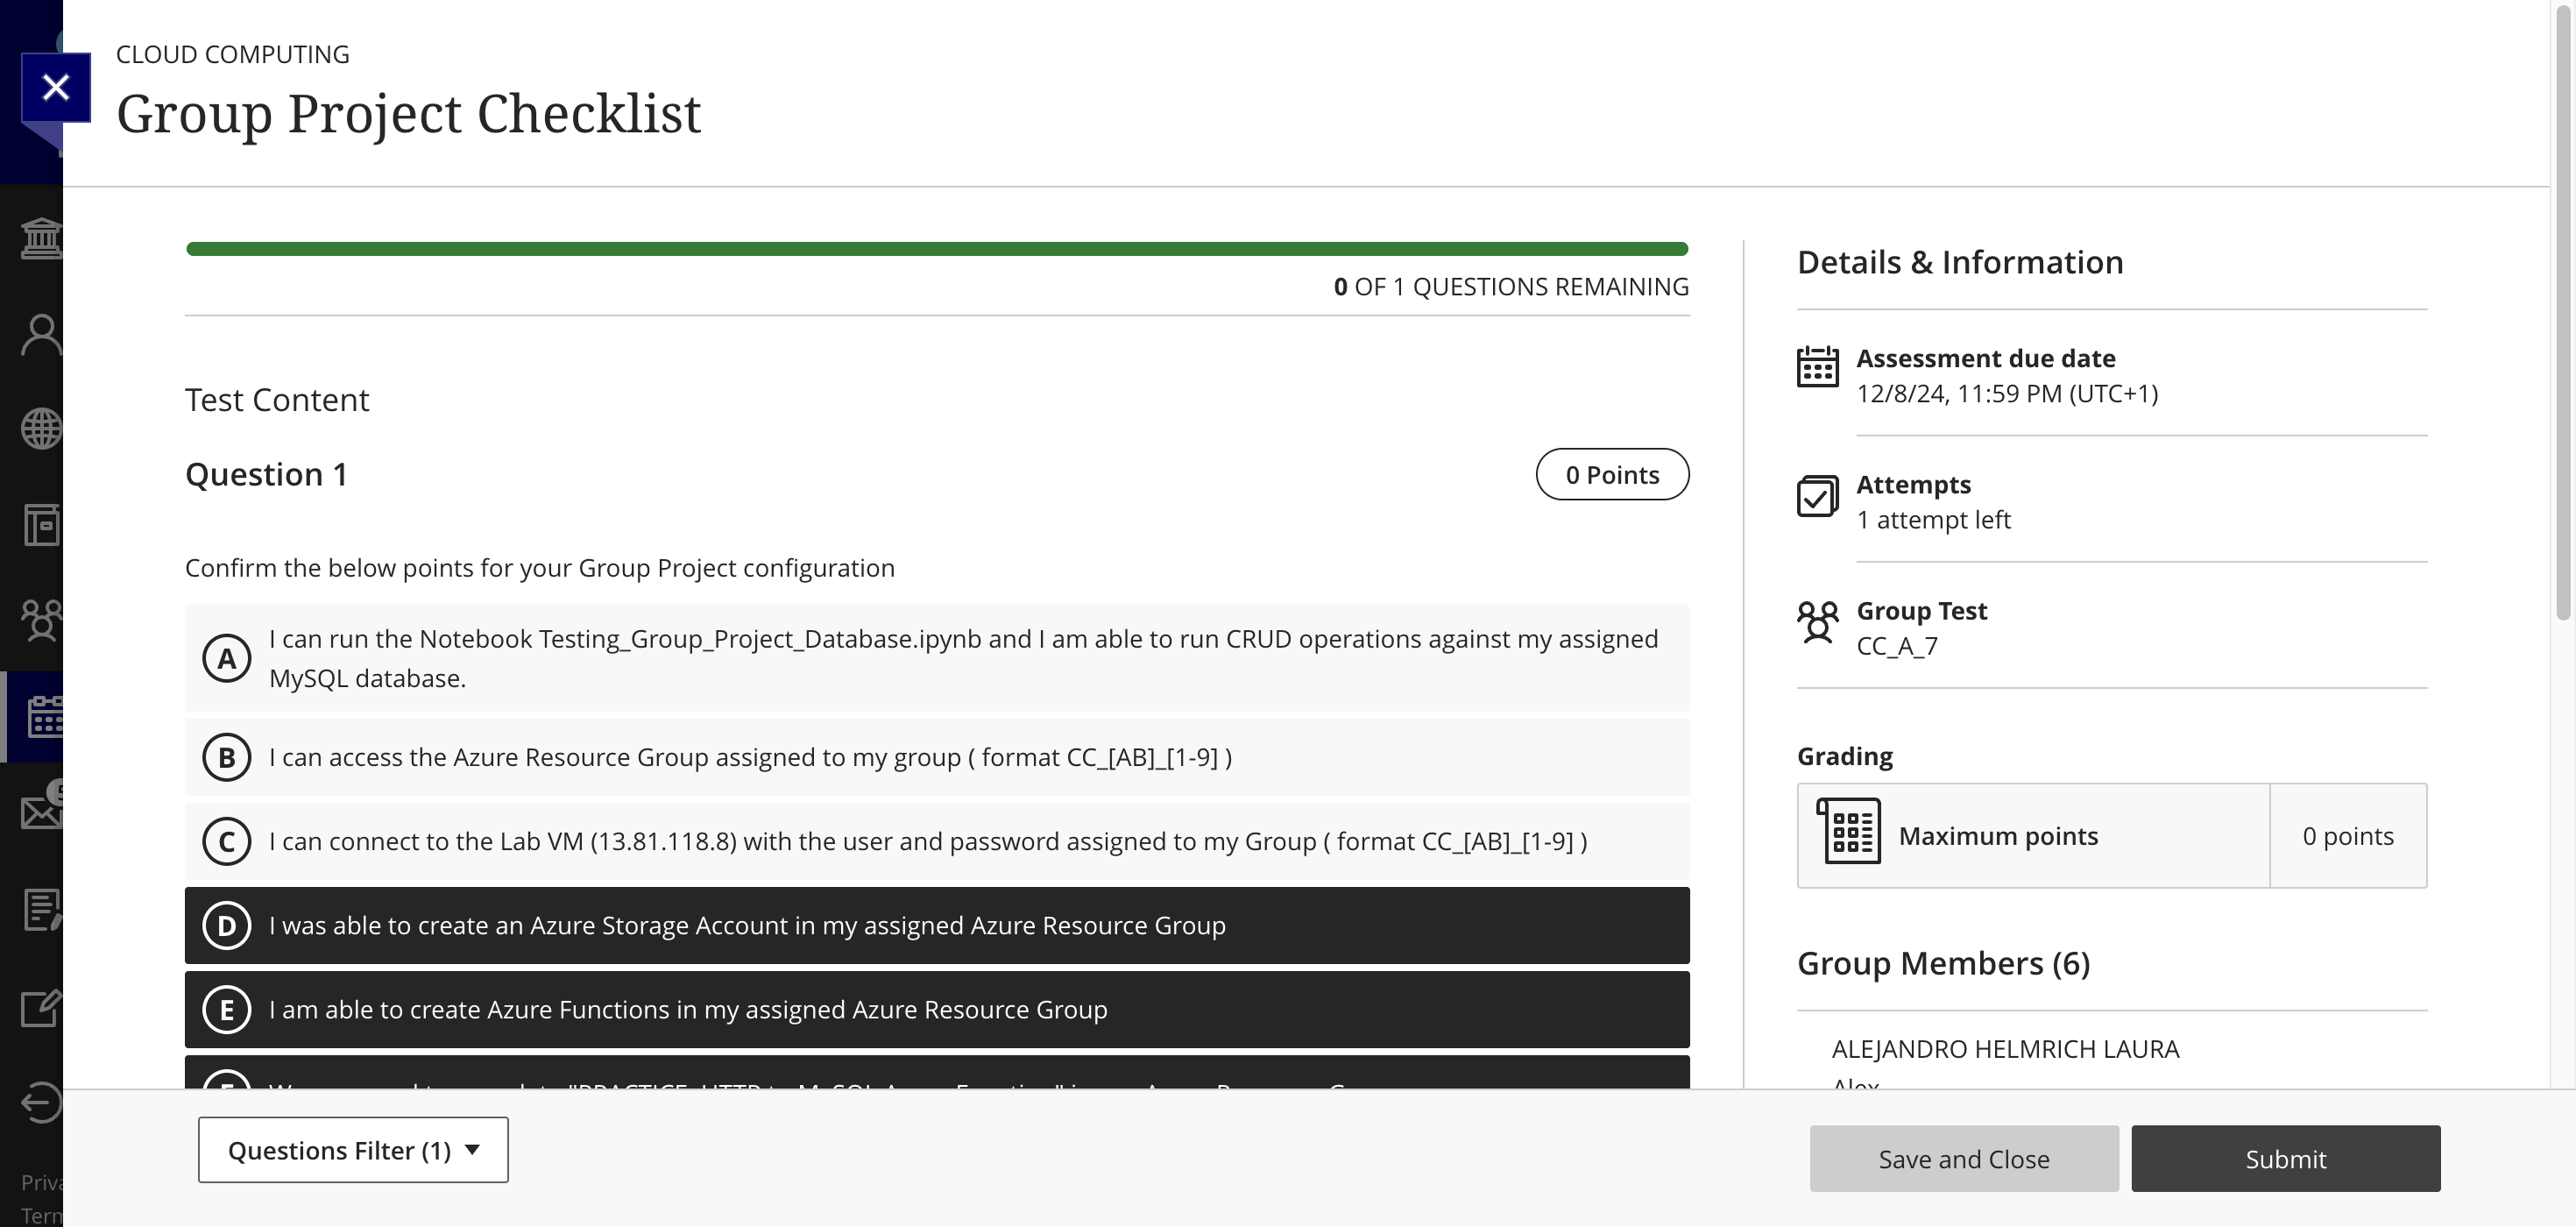 CLOUD COMPUTING
Group Project Checklist
0 OF 1 QUESTIONS REMAINING
Test Content
Question 1
0 Points
Confirm the below points for your Group Project configuration
A
I can run the Notebook Testing_Group_Project_Database.ipynb and I am able to run CRUD operations against my assigned
MySQL database.
B
I can access the Azure Resource Group assigned to my group ( format CC_[AB]_[1-9] )
C
I can connect to the Lab VM (13.81.118.8) with the user and password assigned to my Group ( format CC_[AB]_[1-9] )
D
I was able to create an Azure Storage Account in my assigned Azure Resource Group
E
I am able to create Azure Functions in my assigned Azure Resource Group
Details & Information
Assessment due date
12/8/24, 11:59 PM (UTC+1)
Attempts
1 attempt left
Group Test
CC_A_7
Grading
Maximum points
0 points
Group Members (6)
ALEJANDRO HELMRICH LAURA
Alex
Questions Filter (1)
Save and Close
Submit
Priva
Term